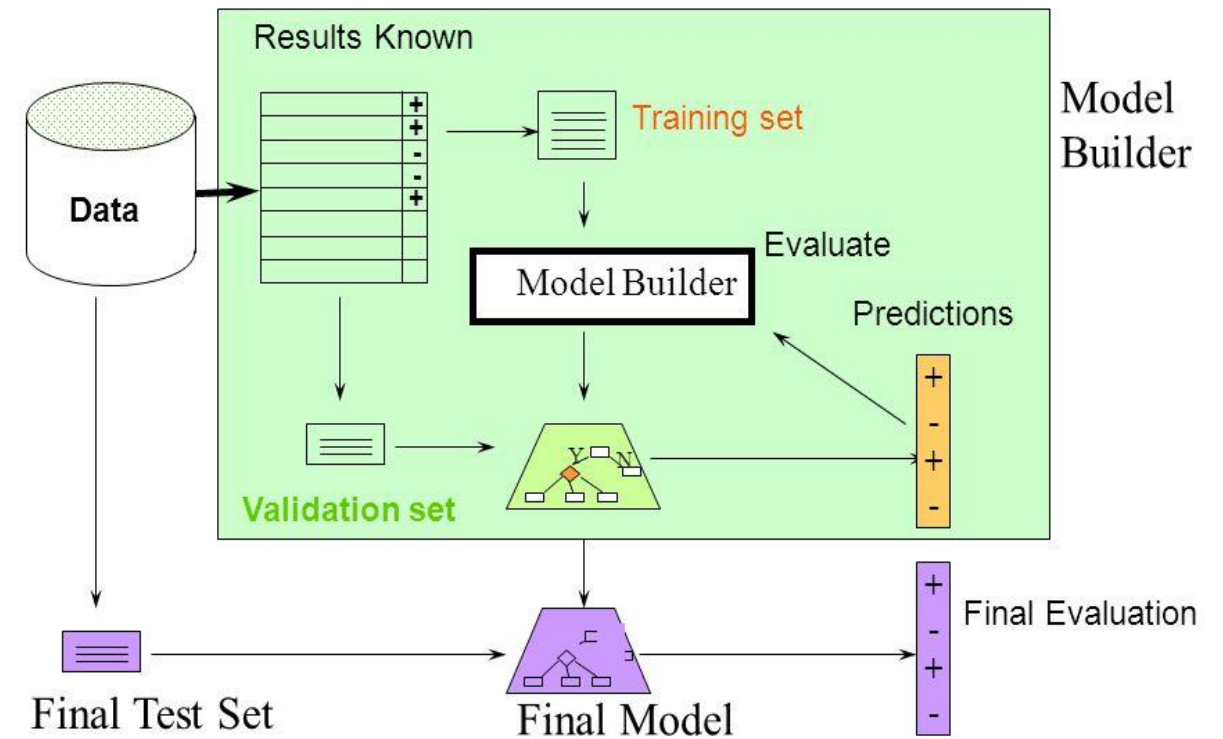 Results Known
+
+
-
-
+
Training set
Model
Builder
Data
Model Builder
Evaluate
Predictions
+
-
+
-
Y
N
Validation set
+
-
+
-
Final Evaluation
Final Test Set
Final Model